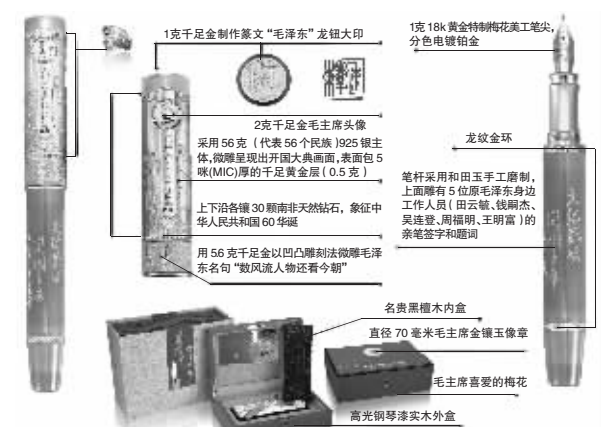 1克千足金制作篆文“毛泽东”龙钮大印
2克千足金毛主席头像
采用56克（代表56个民族）925银主
体，微雕呈现出开国大典画面，表面包5
咪(MIC)厚的千足黄金层（0.5克）
上下沿各镶30颗南非天然钻石，象征中
华人民共和国60华诞
用5.6克千足金以凹凸雕刻法微雕毛泽
东名句“数风流人物还看今朝”
1克18k黄金特制梅花美工笔尖，
分色电镀铂金
龙纹金环
笔杆采用和田玉手工磨制，
上面雕有5位原毛泽东身边
工作人员（田云毓、钱嗣杰、
吴连登、周福明、王明富）的
亲笔签字和题词
名贵黑檀木内盒
直径70毫米毛主席金镶玉像章
毛主席喜爱的梅花
高光钢琴漆实木外盒